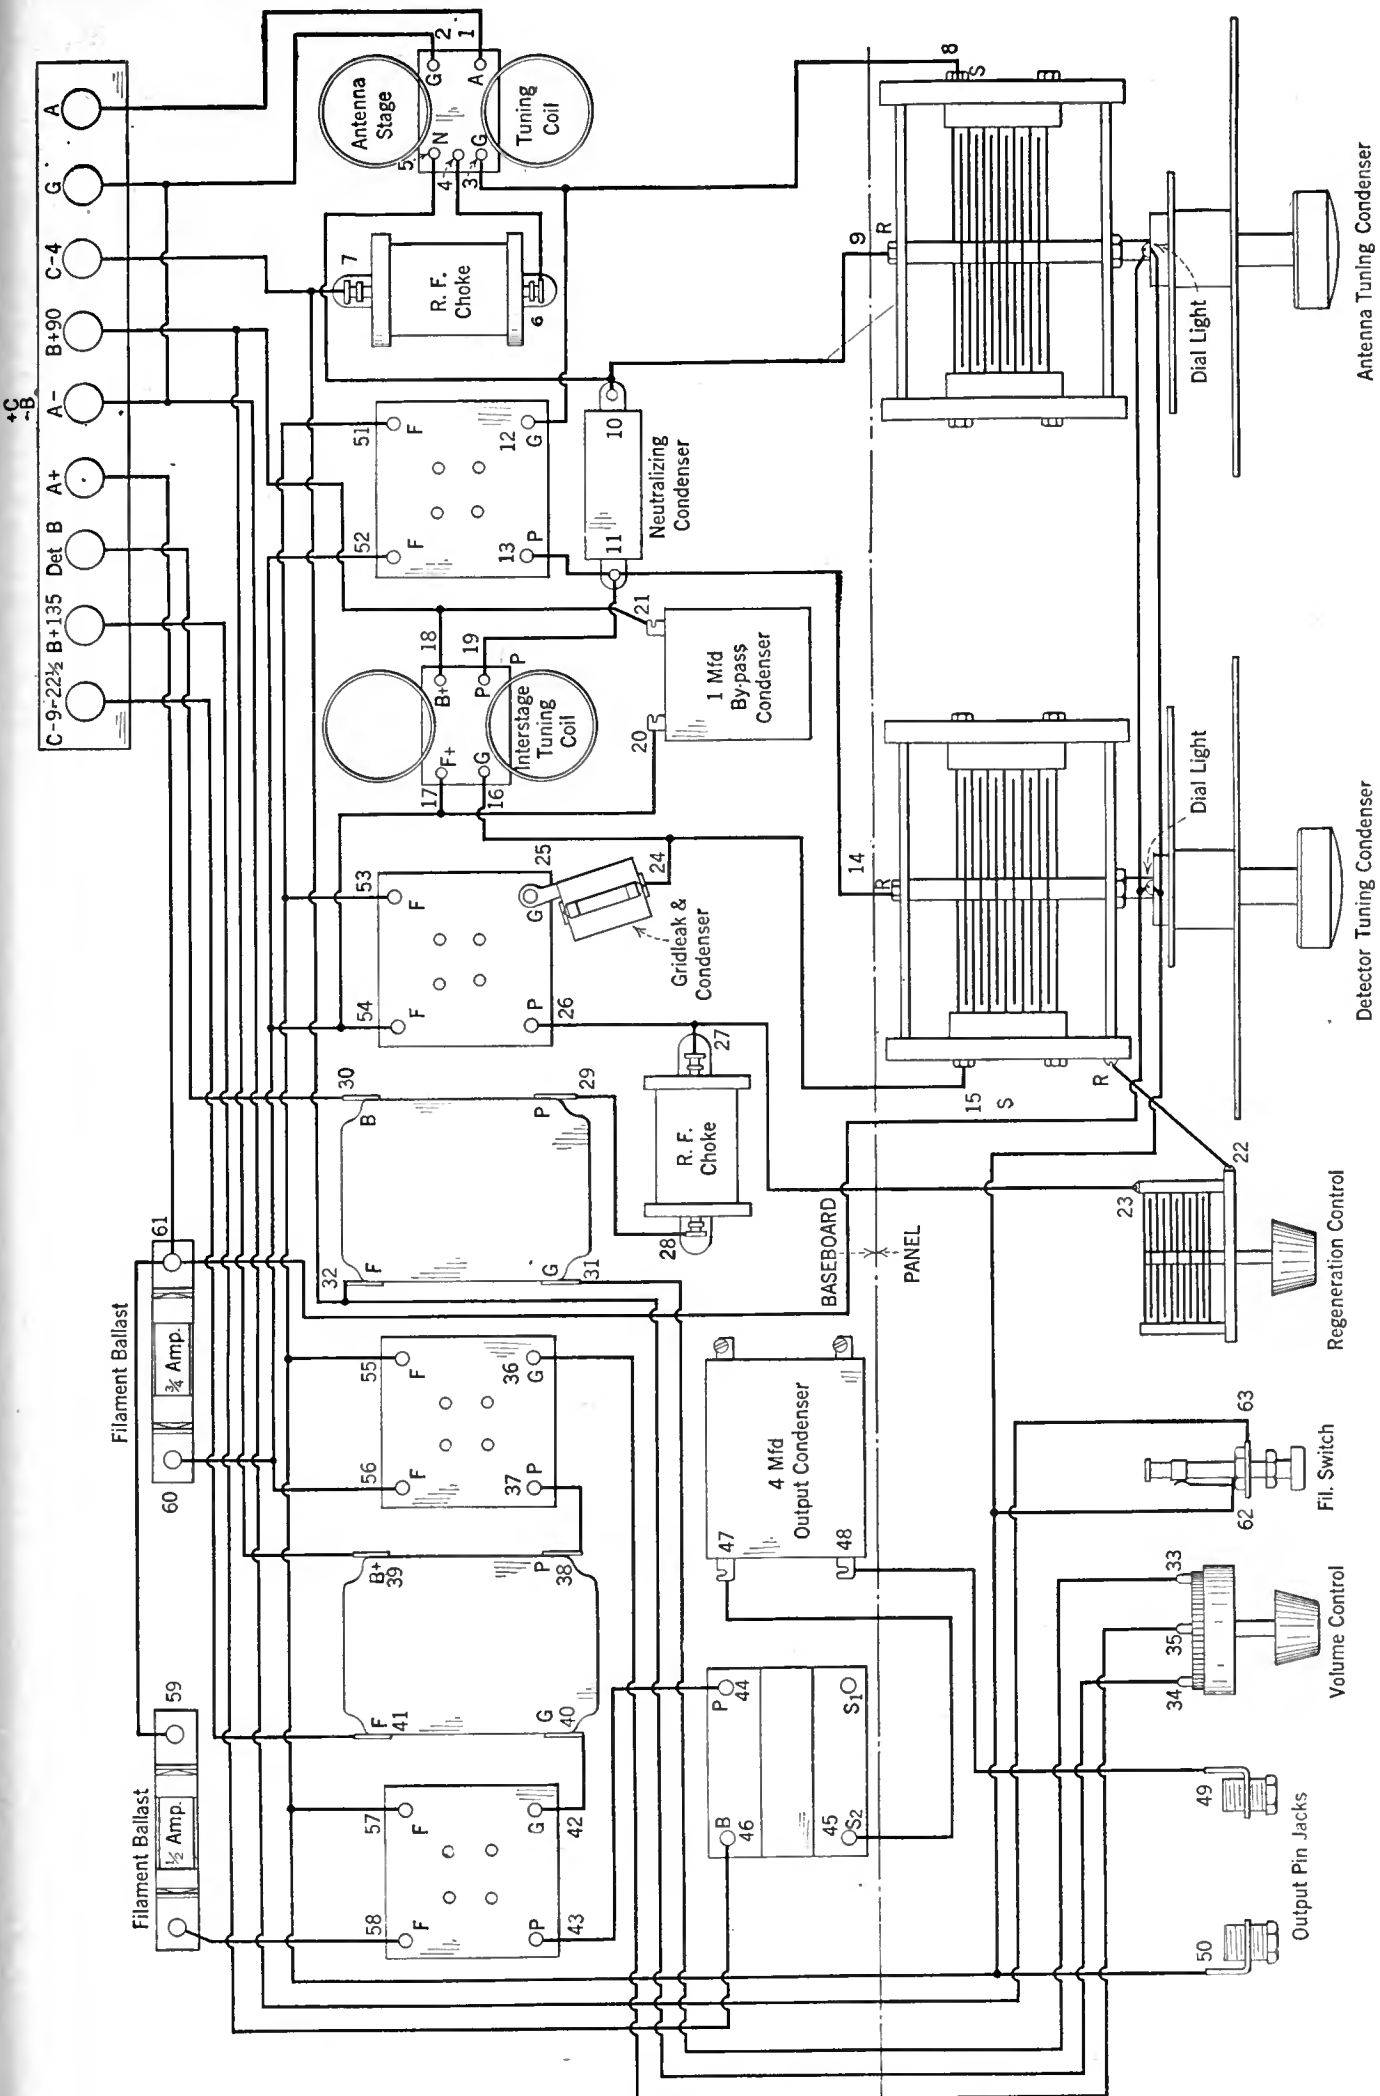 +C
-B
C-9-22½
B+135
Det B
A+
A-
B+90
C-4
G
A
Filament Ballast
½ Amp.
59
Filament Ballast
¾ Amp.
60
61
58
F
57
F
P
43
G
42
F
41
B+
39
G
40
P
38
56
F
55
F
37
P
36
G
32
F
30
B
G
31
P
29
54
F
53
F
P
26
G
25
24
Gridleak &
Condenser
28
R. F.
Choke
27
17
F+
18
B+
16
G
19
P
P
Interstage
Tuning
Coil
20
1 Mfd
By-pass
Condenser
21
52
F
51
F
13
P
12
G
11
10
Neutralizing
Condenser
7
R. F.
Choke
6
Antenna
Stage
Tuning
Coil
5
N
4
3
G
G
2
A
1
B
46
P
44
45
S2
S1
47
4 Mfd
Output Condenser
48
BASEBOARD
PANEL
14
R
15
S
R
9
R
8
S
Dial Light
Dial Light
50
49
34
35
33
62
63
23
22
Output Pin Jacks
Volume Control
Fil. Switch
Regeneration Control
Detector Tuning Condenser
Antenna Tuning Condenser